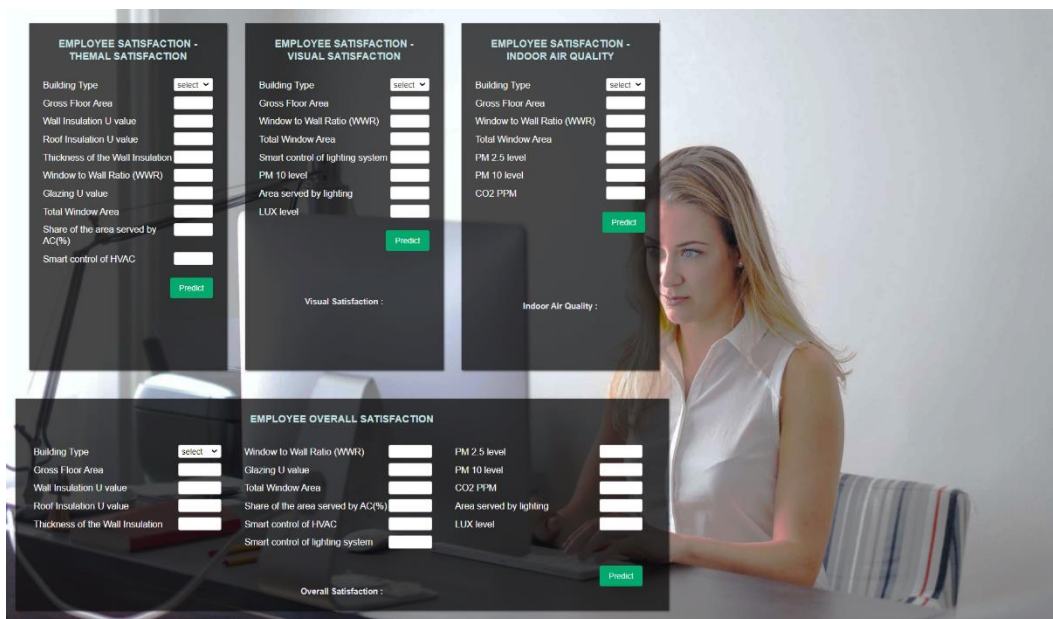 EMPLOYEE SATISFACTION -
THEMAL SATISFACTION
Building Type select
Gross Floor Area
Wall Insulation U value
Roof Insulation U value
Thickness of the Wall Insulation
Window to Wall Ratio (WWR)
Glazing U value
Total Window Area
Share of the area served by
AC(%)
Smart control of HVAC
Predict
EMPLOYEE SATISFACTION -
VISUAL SATISFACTION
Building Type select
Gross Floor Area
Window to Wall Ratio (WWR)
Total Window Area
Smart control of lighting system
PM 10 level
Area served by lighting
LUX level
Predict
Visual Satisfaction :
EMPLOYEE SATISFACTION -
INDOOR AIR QUALITY
Building Type select
Gross Floor Area
Window to Wall Ratio (WWR)
Total Window Area
PM 2.5 level
PM 10 level
CO2 PPM
Predict
Indoor Air Quality :
EMPLOYEE OVERALL SATISFACTION
Building Type select
Gross Floor Area
Wall Insulation U value
Roof Insulation U value
Thickness of the Wall Insulation
Window to Wall Ratio (WWR)
Glazing U value
Total Window Area
Share of the area served by AC(%)
Smart control of HVAC
Smart control of lighting system
PM 2.5 level
PM 10 level
CO2 PPM
Area served by lighting
LUX level
Predict
Overall Satisfaction :